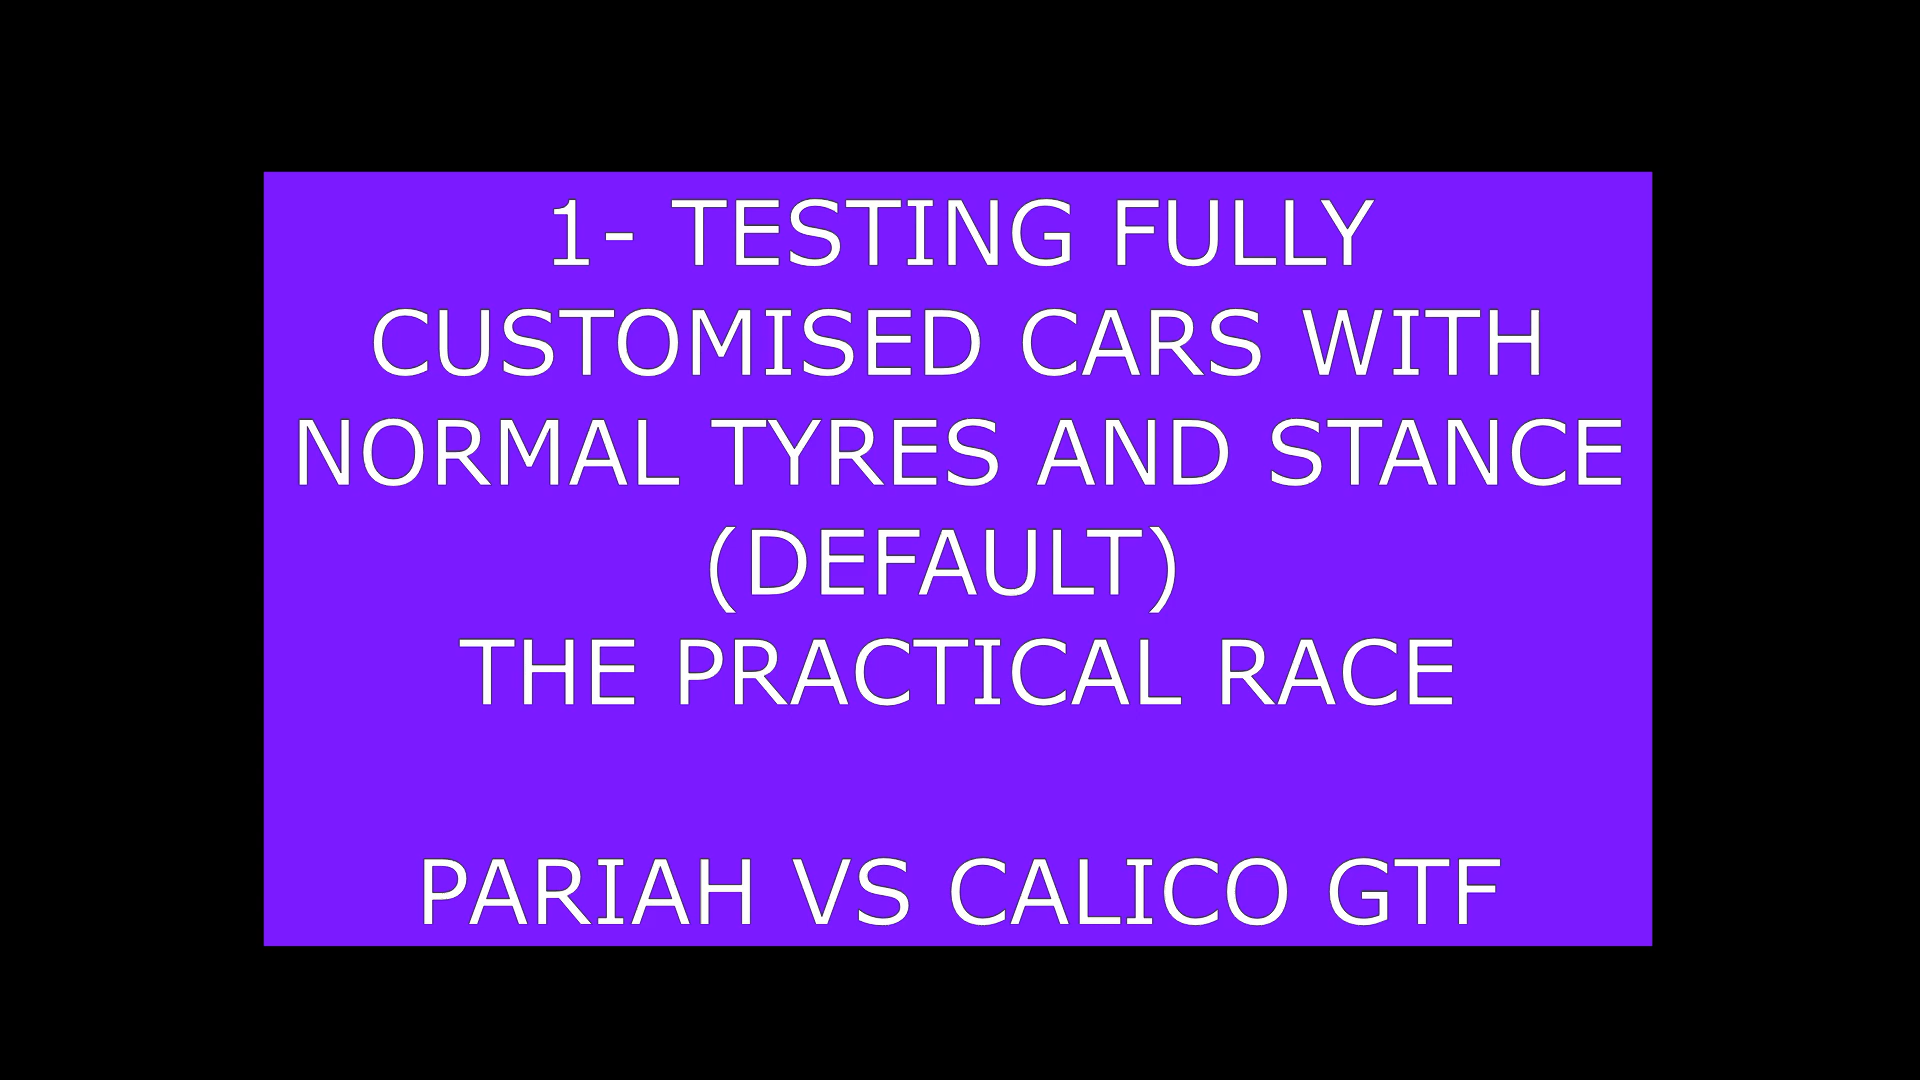 1- TESTING FULLY
CUSTOMISED CARS WITH
NORMAL TYRES AND STANCE
(DEFAULT)
THE PRACTICAL RACE
PARIAH VS CALICO GTF